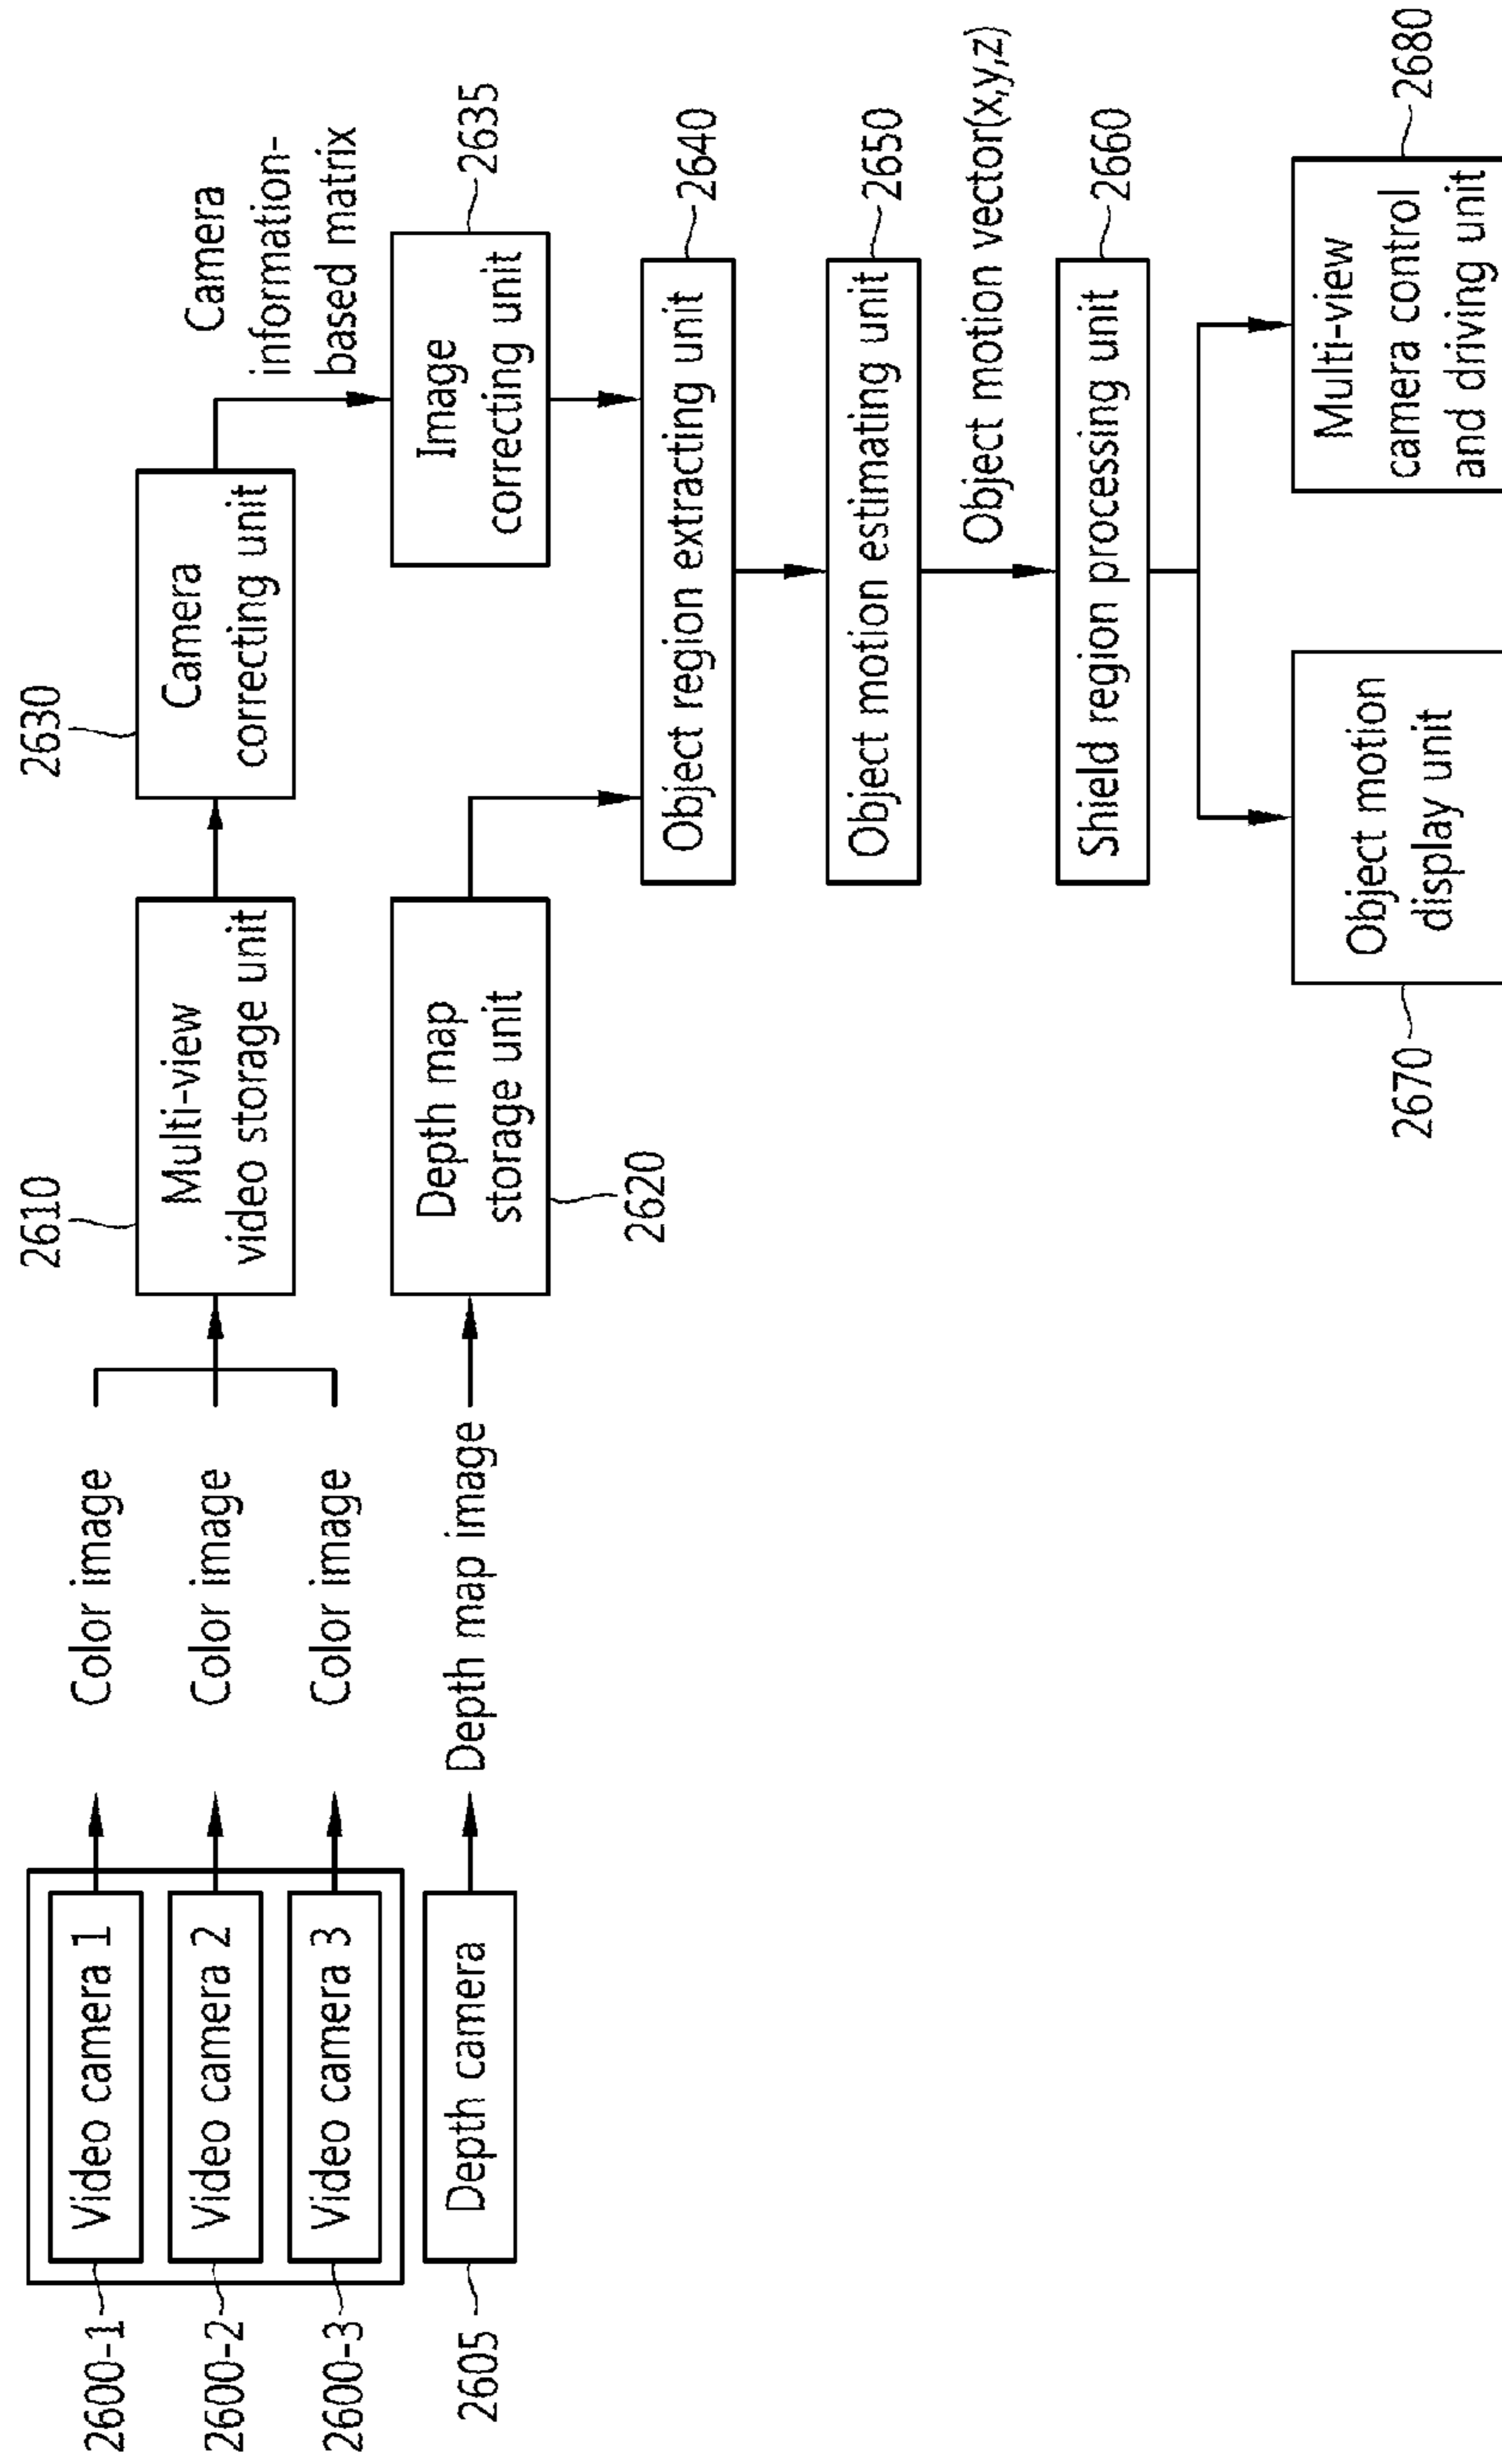 2600-1
Video camera 1
Color image
2600-2
Video camera 2
Color image
2600-3
Video camera 3
Color image
2605
Depth camera
Depth map image
2610
Multi-view
video storage unit
2620
Depth map
storage unit
2630
Camera
correcting unit
Camera
information-
based matrix
2635
Image
correcting unit
2640
Object region extracting unit
2650
Object motion estimating unit
Object motion vector(x,y,z)
2660
Shield region processing unit
2670
Object motion
display unit
2680
Multi-view
camera control
and driving unit